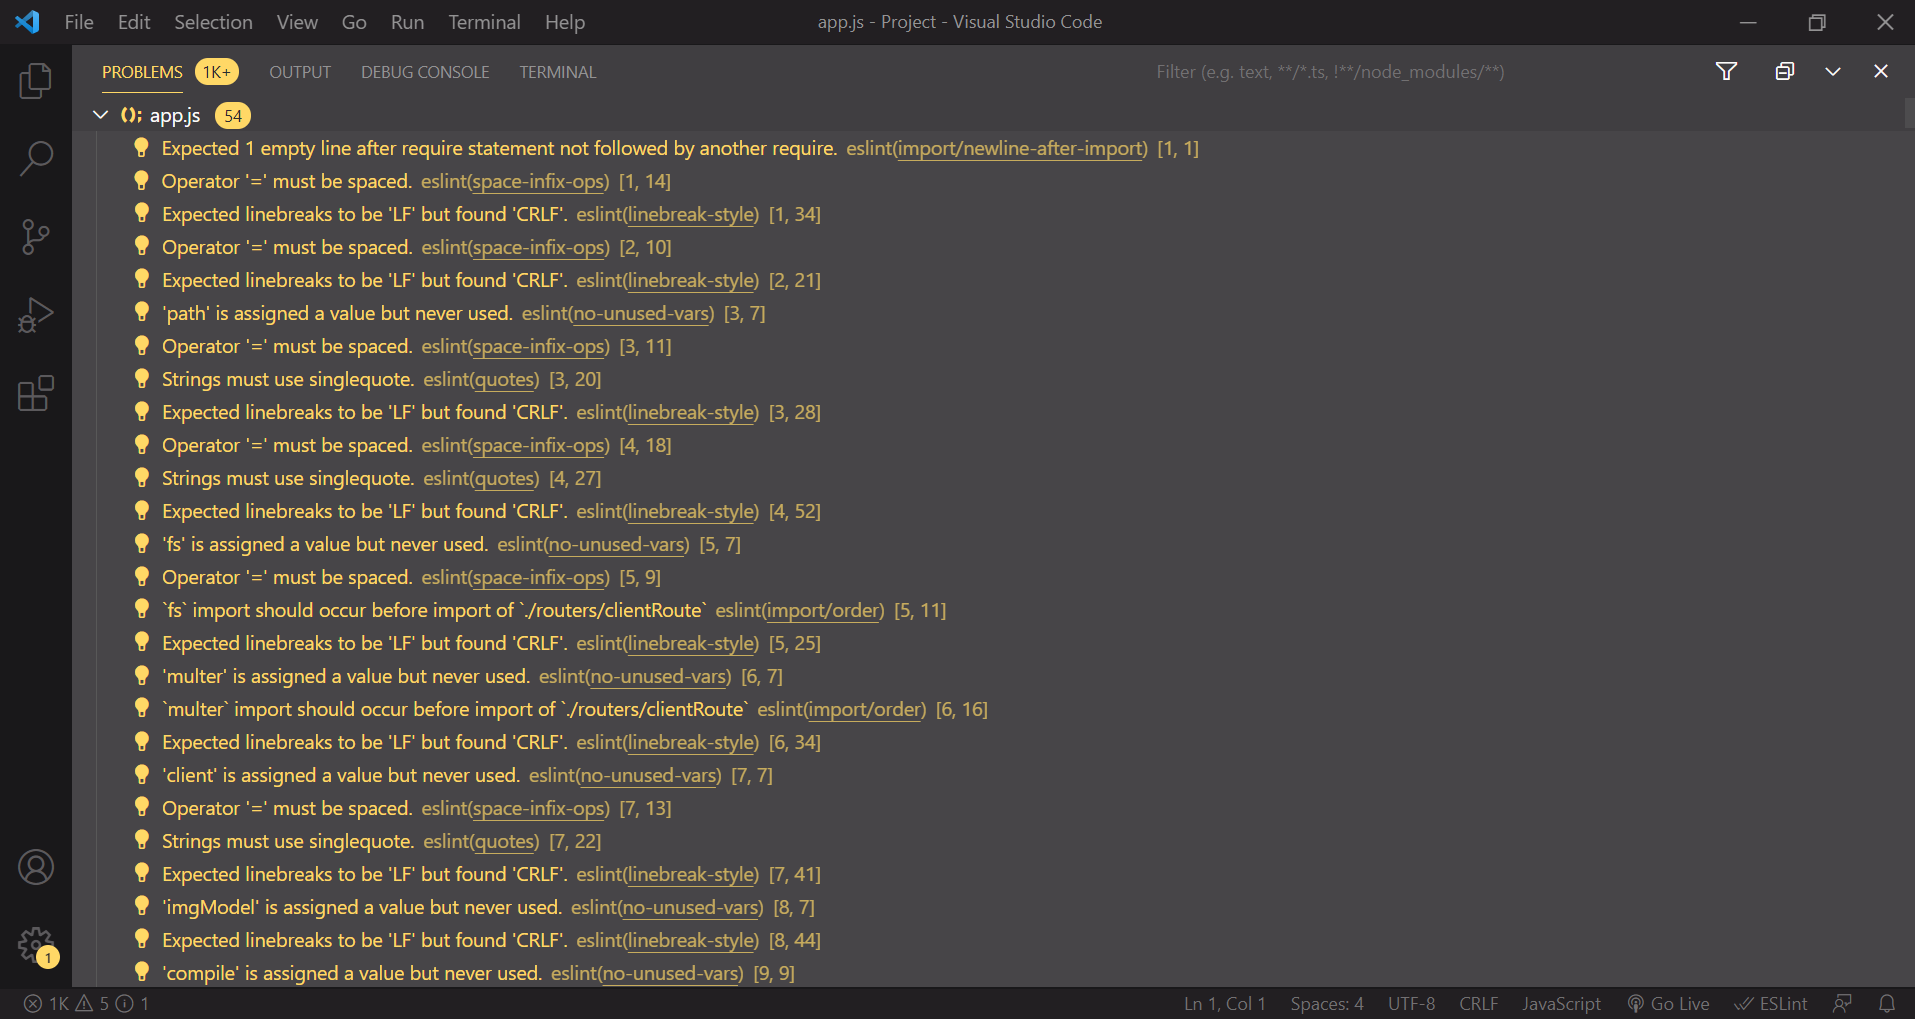 File Edit Selection View Go Run Terminal Help app.js - Project - Visual Studio Code
PROBLEMS 1K+ OUTPUT DEBUG CONSOLE TERMINAL Filter (e.g. text, **/*.ts, !**/node_modules/**)
app.js 54
Expected 1 empty line after require statement not followed by another require. eslint(import/newline-after-import) [1, 1]
Operator '=' must be spaced. eslint(space-infix-ops) [1, 14]
Expected linebreaks to be 'LF' but found 'CRLF'. eslint(linebreak-style) [1, 34]
Operator '=' must be spaced. eslint(space-infix-ops) [2, 10]
Expected linebreaks to be 'LF' but found 'CRLF'. eslint(linebreak-style) [2, 21]
'path' is assigned a value but never used. eslint(no-unused-vars) [3, 7]
Operator '=' must be spaced. eslint(space-infix-ops) [3, 11]
Strings must use singlequote. eslint(quotes) [3, 20]
Expected linebreaks to be 'LF' but found 'CRLF'. eslint(linebreak-style) [3, 28]
Operator '=' must be spaced. eslint(space-infix-ops) [4, 18]
Strings must use singlequote. eslint(quotes) [4, 27]
Expected linebreaks to be 'LF' but found 'CRLF'. eslint(linebreak-style) [4, 52]
'fs' is assigned a value but never used. eslint(no-unused-vars) [5, 7]
Operator '=' must be spaced. eslint(space-infix-ops) [5, 9]
`fs` import should occur before import of `./routers/clientRoute` eslint(import/order) [5, 11]
Expected linebreaks to be 'LF' but found 'CRLF'. eslint(linebreak-style) [5, 25]
'multer' is assigned a value but never used. eslint(no-unused-vars) [6, 7]
`multer` import should occur before import of `./routers/clientRoute` eslint(import/order) [6, 16]
Expected linebreaks to be 'LF' but found 'CRLF'. eslint(linebreak-style) [6, 34]
'client' is assigned a value but never used. eslint(no-unused-vars) [7, 7]
Operator '=' must be spaced. eslint(space-infix-ops) [7, 13]
Strings must use singlequote. eslint(quotes) [7, 22]
Expected linebreaks to be 'LF' but found 'CRLF'. eslint(linebreak-style) [7, 41]
'imgModel' is assigned a value but never used. eslint(no-unused-vars) [8, 7]
Expected linebreaks to be 'LF' but found 'CRLF'. eslint(linebreak-style) [8, 44]
'compile' is assigned a value but never used. eslint(no-unused-vars) [9, 9]
1
1K 5 1 Ln 1, Col 1 Spaces: 4 UTF-8 CRLF JavaScript Go Live ESLint